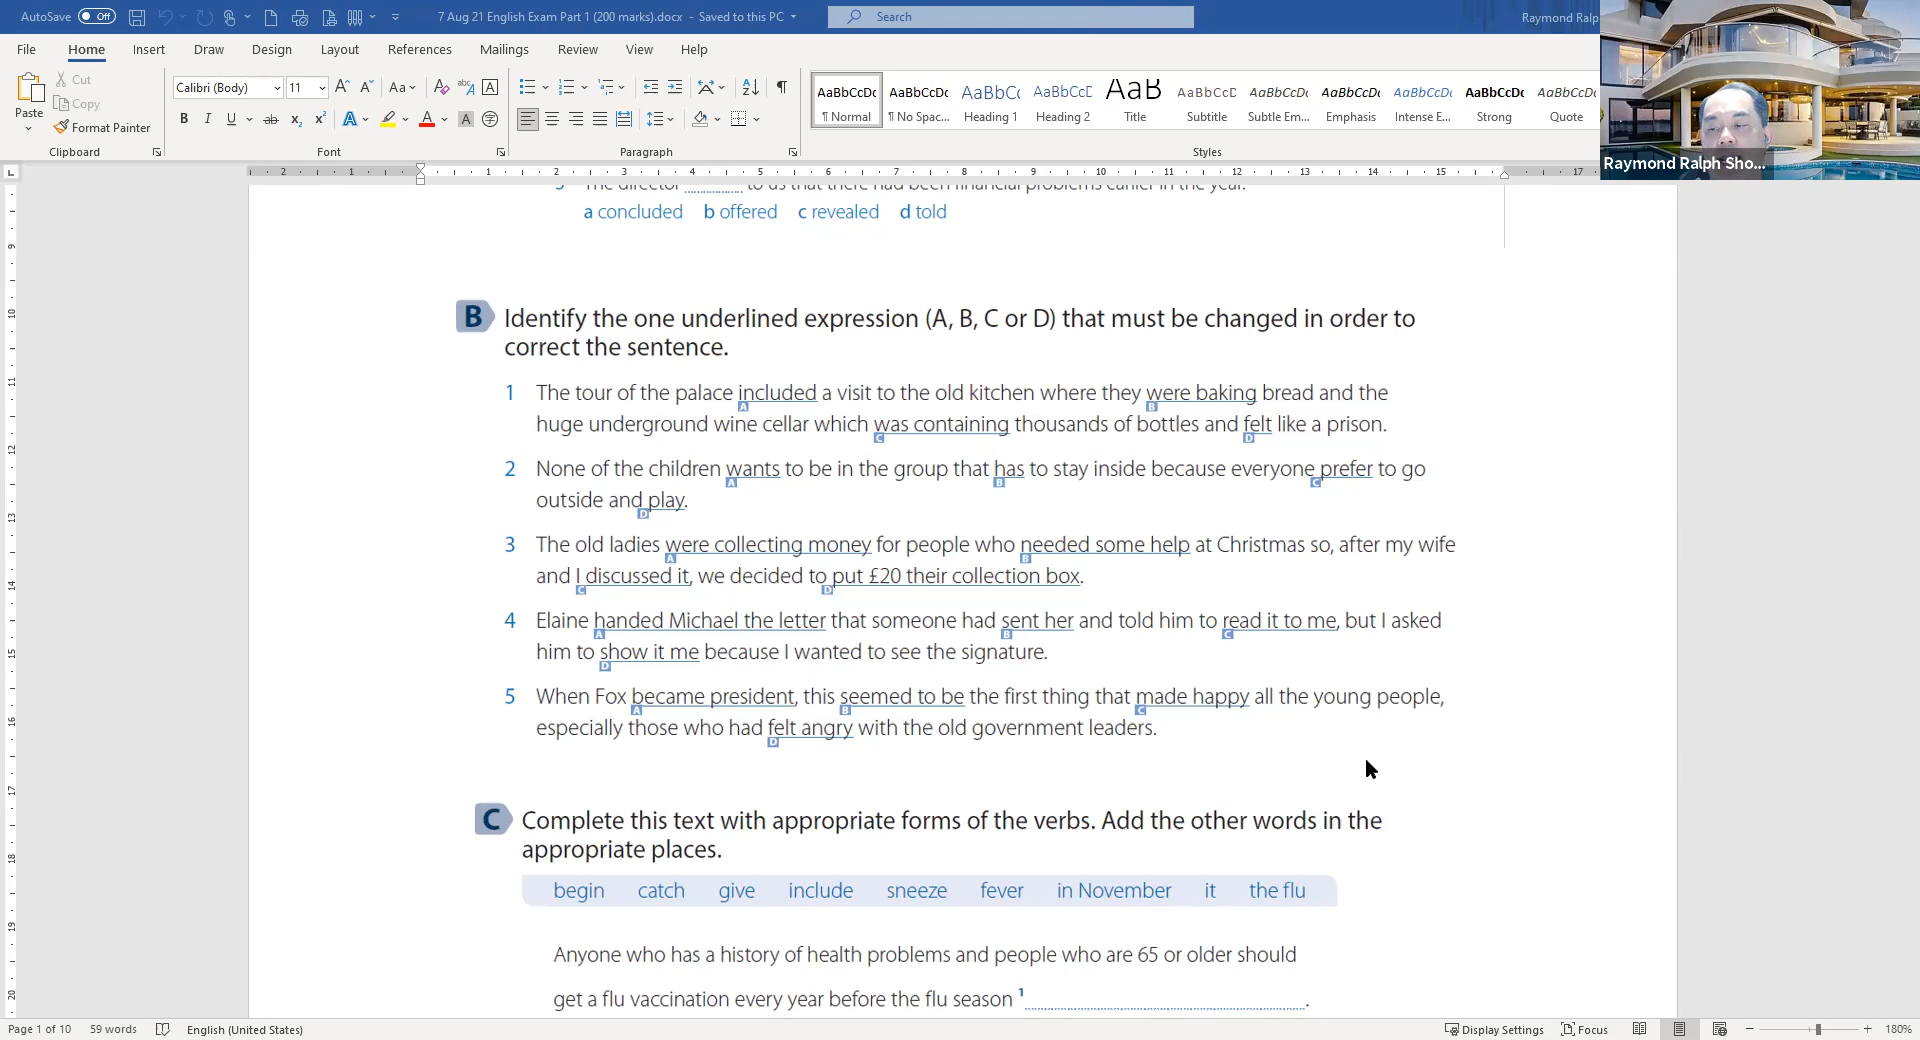 AutoSave Off 7 Aug 21 English Exam Part 1 (200 marks).docx - Saved to this PC Search Raymond Ralp
File Home Insert Draw Design Layout References Mailings Review View Help
Paste Cut Copy Format Painter
Calibri (Body) 11
AaBbCcDc AaBbCcDc AaBbCc AaBbCcD AaB AaBbCcD AaBbCcDc AaBbCcDc AaBbCcDc AaBbCcDc AaBbCcDc
¶ Normal ¶ No Spac... Heading 1 Heading 2 Title Subtitle Subtle Em... Emphasis Intense E... Strong Quote
Clipboard Font Paragraph Styles
Raymond Ralph Sho...
The director to us that there had been financial problems earlier in the year.
a concluded b offered c revealed d told
B Identify the one underlined expression (A, B, C or D) that must be changed in order to
correct the sentence.
1 The tour of the palace included a visit to the old kitchen where they were baking bread and the
A B
huge underground wine cellar which was containing thousands of bottles and felt like a prison.
C D
2 None of the children wants to be in the group that has to stay inside because everyone prefer to go
A B C
outside and play.
D
3 The old ladies were collecting money for people who needed some help at Christmas so, after my wife
A B
and I discussed it, we decided to put £20 their collection box.
C D
4 Elaine handed Michael the letter that someone had sent her and told him to read it to me, but I asked
A B C
him to show it me because I wanted to see the signature.
D
5 When Fox became president, this seemed to be the first thing that made happy all the young people,
A B C
especially those who had felt angry with the old government leaders.
D
C Complete this text with appropriate forms of the verbs. Add the other words in the
appropriate places.
begin catch give include sneeze fever in November it the flu
Anyone who has a history of health problems and people who are 65 or older should
get a flu vaccination every year before the flu season 1 .
Page 1 of 10 59 words English (United States) Display Settings Focus 180%